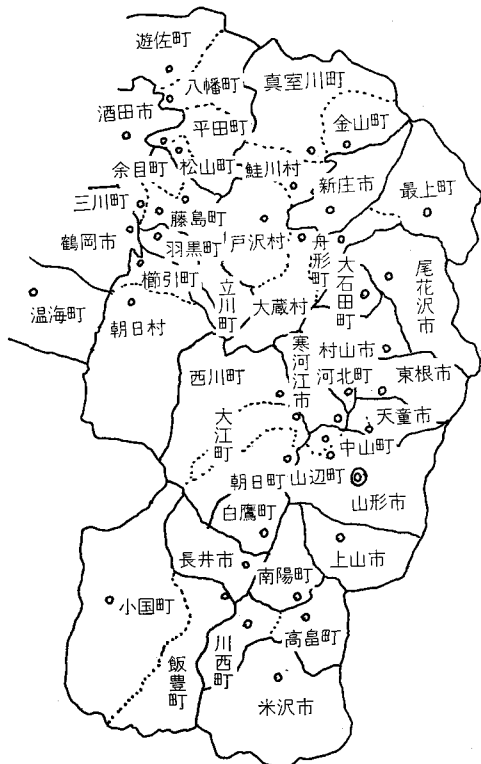 遊佐町
八幡町
真室川町
酒田市
平田町
金山町
余目町
松山町
鮭川村
新庄市
最上町
三川町
藤島町
戸沢村
舟形町
鶴岡市
羽黒町
大石田町
尾花沢市
櫛引町
立川町
大蔵村
温海町
朝日村
寒河江市
村山市
西川町
河北町
東根市
大江町
天童市
中山町
朝日町
山辺町
山形市
白鷹町
長井市
南陽町
上山市
小国町
飯豊町
川西町
高畠町
米沢市